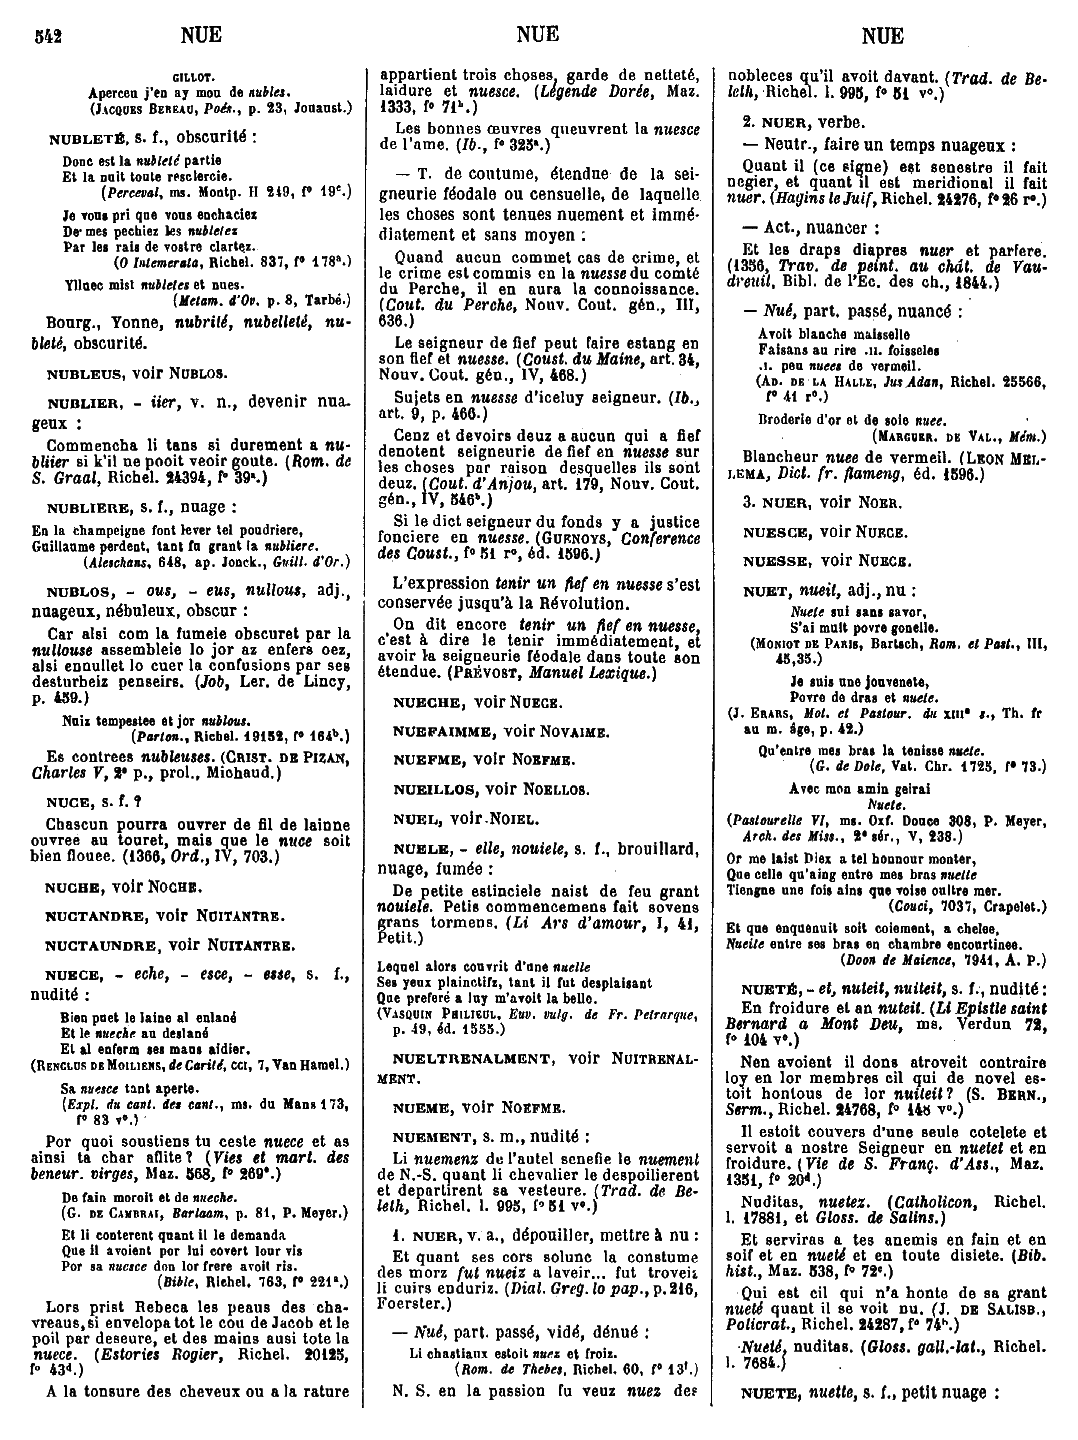 542 NUE NUE NUE
GILLOT.
Aperceu j'en ay mon de nubles.
(JACQUES BEREAU, Poés., p. 23, Jouaust.)
NUBLETÉ, s. f., obscurité :
Donc est la nubleté partie
Et la nuit toute resclercie.
(Perceval, ms. Montp. H 249, f° 19c.)
Je vous pri que vous enchaciez
De mes pechiez les nubletez
Par les rais de vostre clartez.
(O Intemerata, Richel. 837, f° 178a.)
Yllnec mist nubletes et nues.
(Metam. d'Ov. p. 8, Tarbé.)
Bourg., Yonne, nubrité, nubelleté, nu-
bleté, obscurité.
NUBLEUS, voir NUBLOS.
NUBLIER, - iier, v. n., devenir nua-
geux :
Commencha li tans si durement a nu-
bliier si k'il ne pooit veoir goute. (Rom. de
S. Graal, Richel. 24394, f° 39a.)
NUBLIERE, s. f., nuage :
En la champeigne font lever tel poudriere,
Guillaume perdent, tant fu grant la nubliere.
(Aleschans, 648, ap. Jonck., Guill. d'Or.)
NUBLOS, - ous, - eus, nullous, adj.,
nuageux, nébuleux, obscur :
Car alsi com la fumeie obscuret par la
nullouse assembleie lo jor az enfers oez,
alsi ennullet lo cuer la confusions par ses
desturbeiz penseirs. (Job, Ler. de Lincy,
p. 459.)
Nuiz tempestee et jor nublous.
(Parton., Richel. 19152, f° 164b.)
Es contrees nubleuses. (CRIST. DE PIZAN,
Charles V, 2e p., prol., Michaud.)
NUCE, s. f. ?
Chascun pourra ouvrer de fil de lainne
ouvree au touret, mais que le nuce soit
bien flouee. (1366, Ord., IV, 703.)
NUCHE, voir NOCHE.
NUCTANDRE, voir NUITANTRE.
NUCTAUNDRE, voir NUITANTRE.
NUECE, - eche, - esce, - esse, s. f.,
nudité :
Bien puet le laine al enlané
Et le nueche au deslané
Et al enferm ses mans aidier.
(RENCLUS DE MOILIENS, de Carité, CCI, 7, Van Hamel.)
Sa nuesce tant aperte.
(Expl. du cant. des cant., ms. du Mans 173,
f° 83 v°.)
Por quoi soustiens tu ceste nuece et as
ainsi ta char aflite ? (Vies et mart. des
beneur. virges, Maz. 568, f° 269a.)
De fain moroit et de nueche.
(G. DE CAMBRAI, Barlaam, p. 81, P. Meyer.)
Et li conterent quant il le demanda
Que il avoient por lui covert lour vis
Por sa nuesce don lor frere avoit ris.
(Bible, Richel. 763, f° 221a.)
Lors prist Rebeca les peaus des cha-
vreaus, si envelopa tot le cou de Jacob et le
poil par deseure, et des mains ausi tote la
nuece. (Estories Rogier, Richel. 20125,
f° 43d.)
A la tonsure des cheveux ou a la rature
appartient trois choses, garde de netteté,
laidure et nuesce. (Légende Dorée, Maz.
1333, f° 71b.)
Les bonnes œuvres queuvrent la nuesce
de l'ame. (Ib., f° 325a.)
— T. de coutume, étendue de la sei-
gneurie féodale ou censuelle, de laquelle
les choses sont tenues nuement et immé-
diatement et sans moyen :
Quand aucun commet cas de crime, et
le crime est commis en la nuesse du comté
du Perche, il en aura la connoissance.
(Cout. du Perche, Nouv. Cout. gén., III,
636.)
Le seigneur de fief peut faire estang en
son fief et nuesse. (Coust. du Maine, art. 34,
Nouv. Cout. gén., IV, 468.)
Sujets en nuesse d'iceluy seigneur. (Ib.,
art. 9, p. 466.)
Cenz et devoirs deuz a aucun qui a fief
denotent seigneurie de fief en nuesse sur
les choses par raison desquelles ils sont
deuz. (Cout. d'Anjou, art. 179, Nouv. Cout.
gén., IV, 546b.)
Si le dict seigneur du fonds y a justice
fonciere en nuesse. (GUENOYS, Conference
des Coust., f° 51 r°, éd. 1596.)
L'expression tenir un fief en nuesse s'est
conservée jusqu'à la Révolution.
On dit encore tenir un fief en nuesse,
c'est à dire le tenir immédiatement, et
avoir la seigneurie féodale dans toute son
étendue. (PRÉVOST, Manuel Lexique.)
NUECHE, voir NUECE.
NUEFAIMME, voir NOVAIME.
NUEFME, voir NOEFME.
NUEILLOS, voir NOELLOS.
NUEL, voir NOIEL.
NUELE, - elle, nouiele, s. f., brouillard,
nuage, fumée :
De petite estinciele naist de feu grant
nouiele. Petis commencemens fait sovens
grans tormens. (Li Ars d'amour, I, 41,
Petit.)
Lequel alors couvrit d'une nuelle
Ses yeux plainctifz, tant il fut desplaisant
Que preferé a luy m'avoit la belle.
(VASQUIN PHILIEUL, Euv. vulg. de Fr. Petrarque,
p. 49, éd. 1555.)
NUELTRENALMENT, voir NUITRENAL-
MENT.
NUEME, voir NOEFME.
NUEMENT, s. m., nudité :
Li nuemenz de l'autel senefie le nuement
de N.-S. quant li chevalier le despoilierent
et departirent sa vesteure. (Trad. de Be-
leth, Richel. l. 995, f° 51 v°.)
1. NUER, v. a., dépouiller, mettre à nu :
Et quant ses cors solunc la constume
des morz fut nueiz a laveir... fut troveiz
li cuirs enduriz. (Dial. Greg. lo pap., p. 216,
Foerster.)
— Nué, part. passé, vidé, dénué :
Li chastiaux estoit nuez et froiz.
(Rom. de Thebes, Richel. 60, f° 13f.)
N. S. en la passion fu veuz nuez des
nobleces qu'il avoit davant. (Trad. de Be-
leth, Richel. l. 995, f° 51 v°.)
2. NUER, verbe.
— Neutr., faire un temps nuageux :
Quant il (ce signe) est senestre il fait
negier, et quant il est meridional il fait
nuer. (Hagins le Juif, Richel. 24276, f° 26 r°.)
— Act., nuancer :
Et les draps diapres nuer et parfere.
(1356, Trav. de peint. au chât. de Vau-
dreuil, Bibl. de l'Ec. des ch., 1844.)
— Nué, part. passé, nuancé :
Avoit blanche maisselle
Faisans au rire .II. foisseles
.I. peu nuees de vermeil.
(AD. DE LA HALLE, Jus Adan, Richel. 25566,
f° 41 r°.)
Broderie d'or et de soie nuee.
(MARGUER. DE VAL., Mém.)
Blancheur nuee de vermeil. (LEON MEL-
LEMA, Dict. fr. flameng, éd. 1596.)
3. NUER, voir NOER.
NUESCE, voir NUECE.
NUESSE, voir NUECE.
NUET, nueil, adj., nu :
Nuete sui sans savor,
S'ai mult povre gonelle.
(MONIOT DE PARIS, Bartsch, Rom. et Past., III,
45,35.)
Je suis une jouvenete,
Povre de dras et nuete.
(J. ERARS, Mot. et Pastour. du XIIIe s., Th. fr
au m. âge, p. 42.)
Qu'entre mes bras la tenisse nuete.
(G. de Dole, Vat. Chr. 1725, f° 73.)
Avec mon amin geirai
Nuete.
(Pastourelle VI, ms. Oxf. Douce 308, P. Meyer,
Arch. des Miss., 2e sér., V, 238.)
Or me laist Diex a tel honnour monter,
Que celle qu'aing entre mes bras nuette
Tiengne une fois ains que voise oultre mer.
(Couci, 7037, Crapelet.)
Et que enquenuit soit coiement, a chelee,
Nueite entre ses bras en chambre encourtinee.
(Doon de Maience, 7941, A. P.)
NUETÉ, - et, nuteit, nuiteit, s. f., nudité :
En froidure et an nuteit. (Li Epistle saint
Bernard a Mont Deu, ms. Verdun 72,
f° 104 v°.)
Nen avoient il dons atroveit contraire
loy en lor membres cil qui de novel es-
toit hontous de lor nuiteit ? (S. BERN.,
Serm., Richel. 24768, f° 148 v°.)
Il estoit couvers d'une seule cotelete et
servoit a nostre Seigneur en nuetet et en
froidure. (Vie de S. Franç. d'Ass., Maz.
1351, f° 20d.)
Nuditas, nuetez. (Catholicon, Richel.
l. 17881, et Gloss. de Salins.)
Et serviras a tes anemis en fain et en
soif et en nueté et en toute disiete. (Bib.
hist., Maz. 538, f° 72c.)
Qui est cil qui n'a honte de sa grant
nueté quant il se voit nu. (J. DE SALISB.,
Policrat., Richel. 24287, f° 74b.)
Nueté, nuditas. (Gloss. gall.-lat., Richel.
l. 7684.)
NUETE, nuette, s. f., petit nuage :